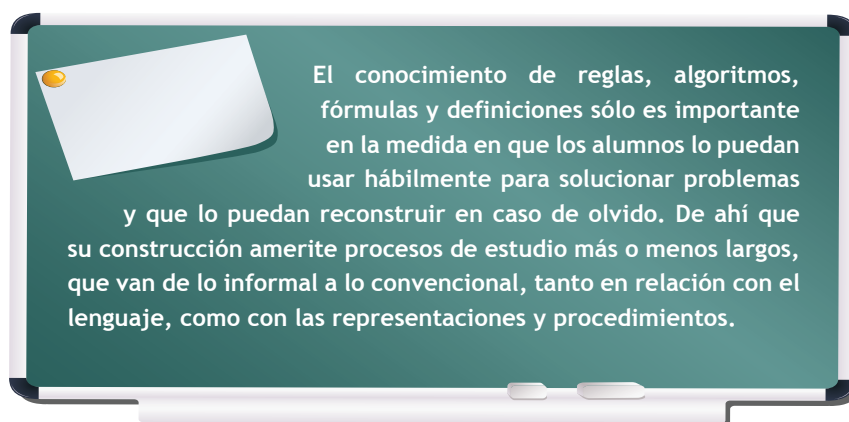 El conocimiento de reglas, algoritmos,
fórmulas y definiciones sólo es importante
en la medida en que los alumnos lo puedan
usar hábilmente para solucionar problemas
y que lo puedan reconstruir en caso de olvido. De ahí que
su construcción amerite procesos de estudio más o menos largos,
que van de lo informal a lo convencional, tanto en relación con el
lenguaje, como con las representaciones y procedimientos.